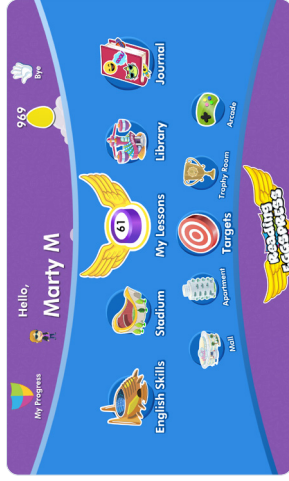 My Progress
Hello,
Marty M
969
Bye
English Skills
Stadium
My Lessons
61
Library
Journal
Mall
Apartment
Targets
Trophy Room
Arcade
Reading
EGGSPRESS